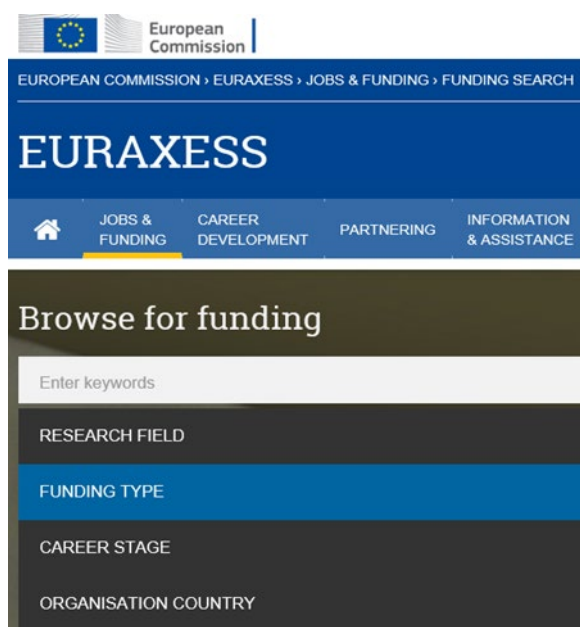 European
Commission
EUROPEAN COMMISSION › EURAXESS › JOBS & FUNDING › FUNDING SEARCH
EURAXESS
JOBS &
FUNDING
CAREER
DEVELOPMENT
PARTNERING
INFORMATION
& ASSISTANCE
Browse for funding
Enter keywords
RESEARCH FIELD
FUNDING TYPE
CAREER STAGE
ORGANISATION COUNTRY